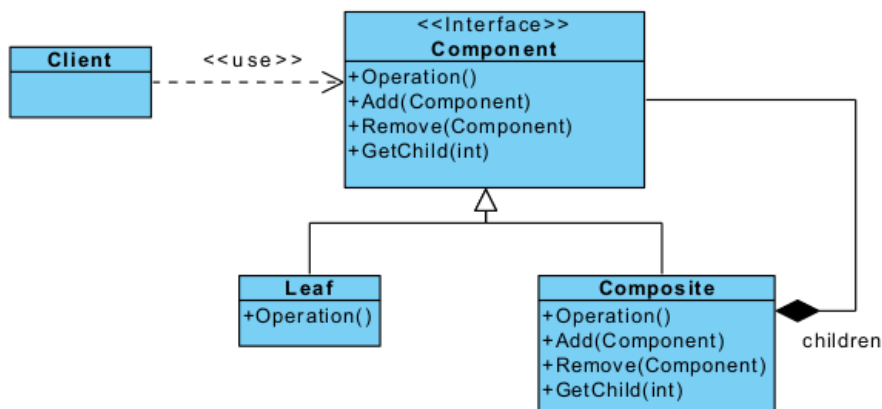 <<Interface>>
Component
+Operation()
+Add(Component)
+Remove(Component)
+GetChild(int)
Client
<<use>>
Leaf
+Operation()
Composite
+Operation()
+Add(Component)
+Remove(Component)
+GetChild(int)
children